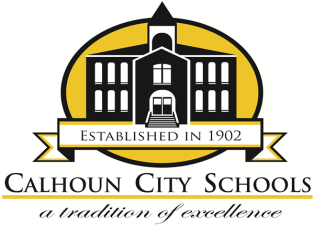 ESTABLISHED IN 1902
CALHOUN CITY SCHOOLS
a tradition of excellence